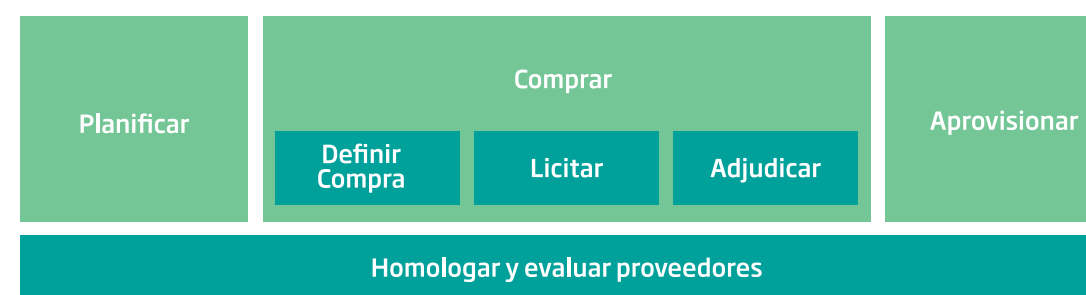 Planificar
Comprar
Definir
Compra
Licitar
Adjudicar
Aprovisionar
Homologar y evaluar proveedores